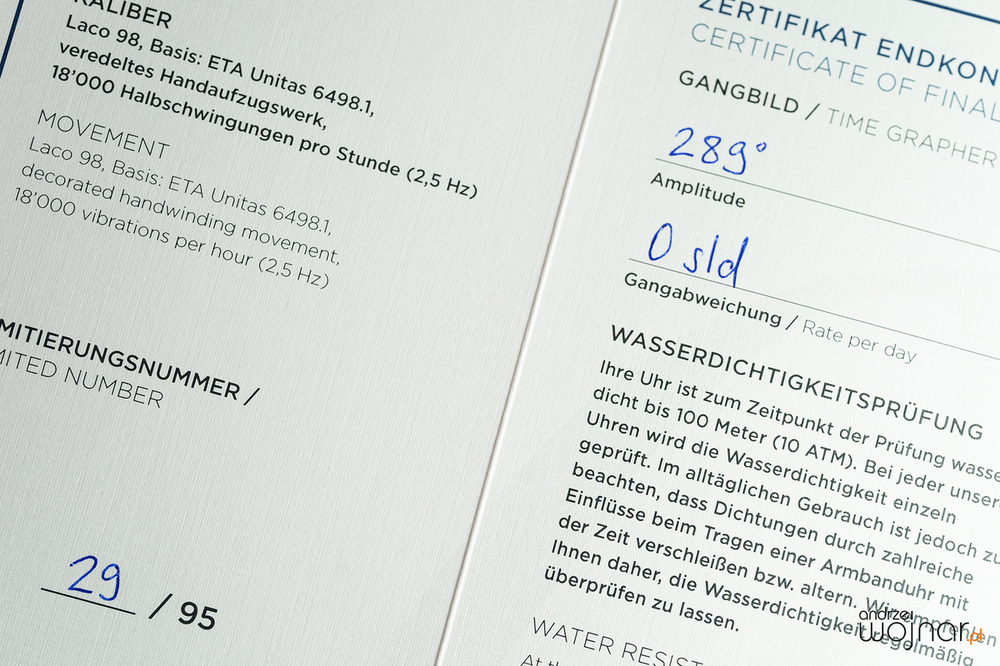 KALIBER
Laco 98, Basis: ETA Unitas 6498.1,
veredeltes Handaufzugswerk,
18'000 Halbschwingungen pro Stunde (2,5 Hz)
MOVEMENT
Laco 98, Basis: ETA Unitas 6498.1,
decorated handwinding movement,
18'000 vibrations per hour (2,5 Hz)
MITIERUNGSNUMMER /
MITED NUMBER
29 / 95
ZERTIFIKAT ENDKON
CERTIFICATE OF FINAL
GANGBILD / TIME GRAPHER
289°
Amplitude
0 s/d
Gangabweichung / Rate per day
WASSERDICHTIGKEITSPRÜFUNG
Ihre Uhr ist zum Zeitpunkt der Prüfung wasse
dicht bis 100 Meter (10 ATM). Bei jeder unsere
Uhren wird die Wasserdichtigkeit einzeln
geprüft. Im alltäglichen Gebrauch ist jedoch zu
beachten, dass Dichtungen durch zahlreiche
Einflüsse beim Tragen einer Armbanduhr mit
der Zeit verschleißen bzw. altern. Wir empfehlen
Ihnen daher, die Wasserdichtigkeit regelmäßig
überprüfen zu lassen.
WATER RESIST
At th
andrzej
wojnar.pl